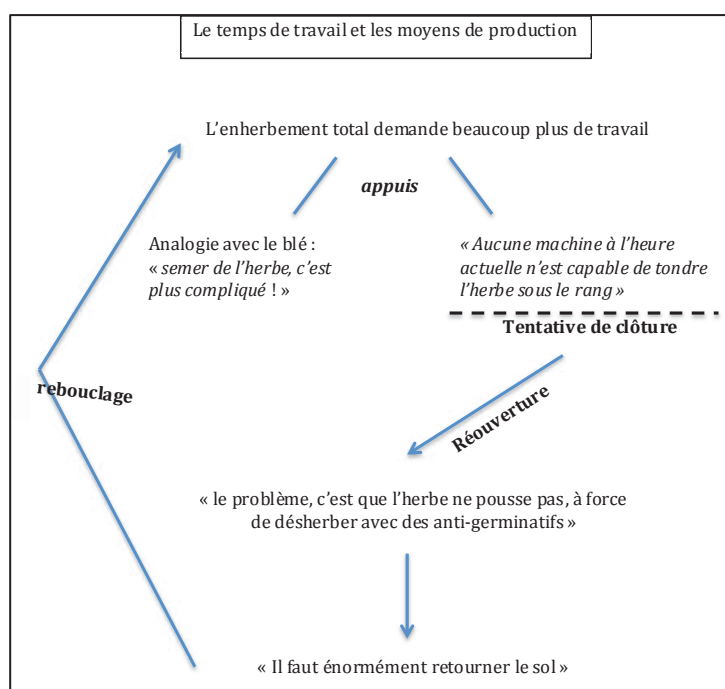 Le temps de travail et les moyens de production
L’enherbement total demande beaucoup plus de travail
appuis
Analogie avec le blé :
« semer de l’herbe, c’est
plus compliqué ! »
« Aucune machine à l’heure
actuelle n’est capable de tondre
l’herbe sous le rang »
Tentative de clôture
rebouclage
Réouverture
« le problème, c’est que l’herbe ne pousse pas, à force
de désherber avec des anti-germinatifs »
« Il faut énormément retourner le sol »